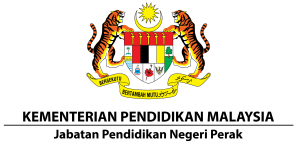 BERSEKUTU BERTAMBAH MUTU
KEMENTERIAN PENDIDIKAN MALAYSIA
Jabatan Pendidikan Negeri Perak